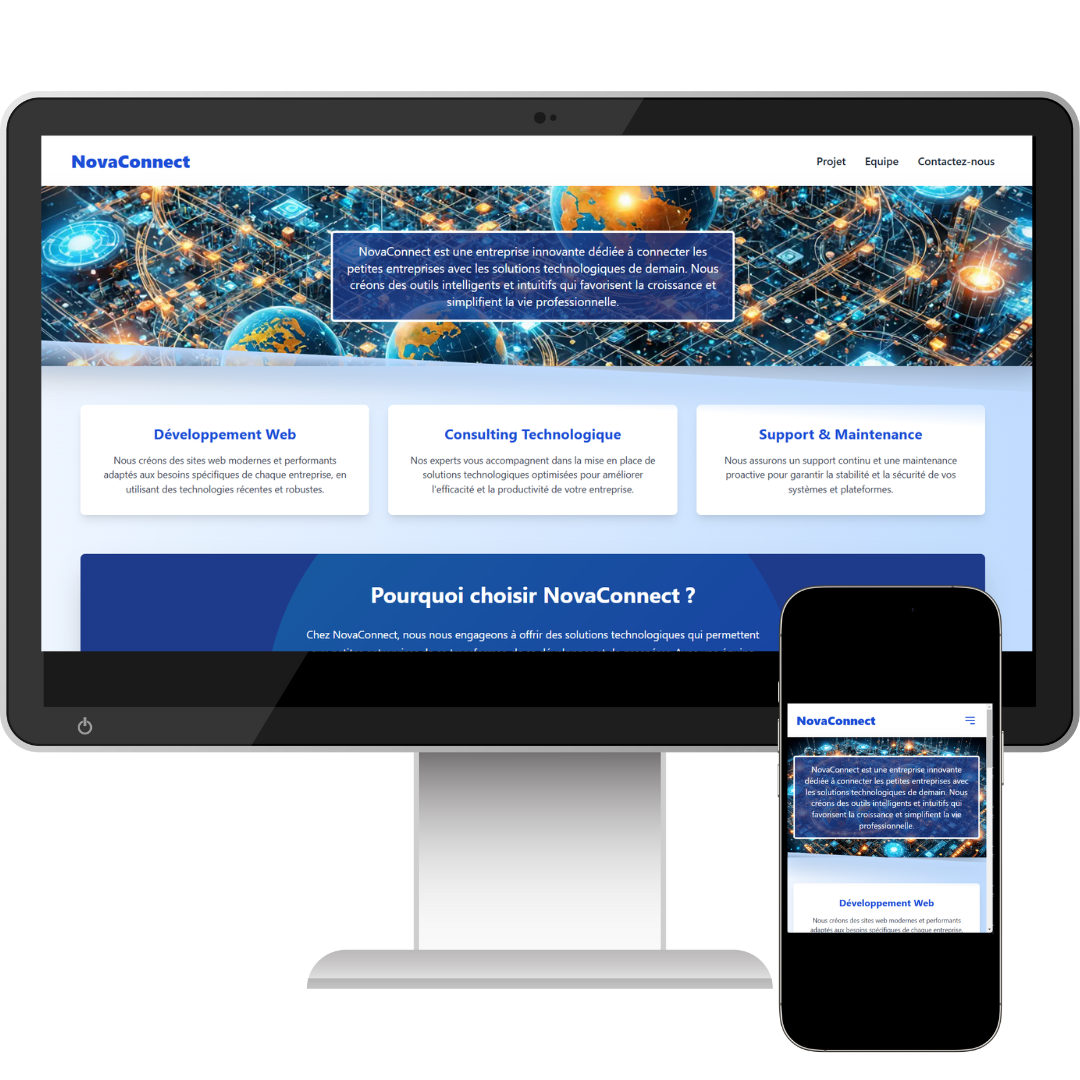 NovaConnect
Projet Equipe Contactez-nous
NovaConnect est une entreprise innovante dédiée à connecter les
petites entreprises avec les solutions technologiques de demain. Nous
créons des outils intelligents et intuitifs qui favorisent la croissance et
simplifient la vie professionnelle.
Développement Web
Nous créons des sites web modernes et performants
adaptés aux besoins spécifiques de chaque entreprise, en
utilisant des technologies récentes et robustes.
Consulting Technologique
Nos experts vous accompagnent dans la mise en place de
solutions technologiques optimisées pour améliorer
l'efficacité et la productivité de votre entreprise.
Support & Maintenance
Nous assurons un support continu et une maintenance
proactive pour garantir la stabilité et la sécurité de vos
systèmes et plateformes.
Pourquoi choisir NovaConnect ?
Chez NovaConnect, nous nous engageons à offrir des solutions technologiques qui permettent
NovaConnect
NovaConnect est une entreprise innovante
dédiée à connecter les petites entreprises avec
les solutions technologiques de demain. Nous
créons des outils intelligents et intuitifs qui
favorisent la croissance et simplifient la vie
professionnelle.
Développement Web
Nous créons des sites web modernes et performants
adaptés aux besoins spécifiques de chaque entreprise,